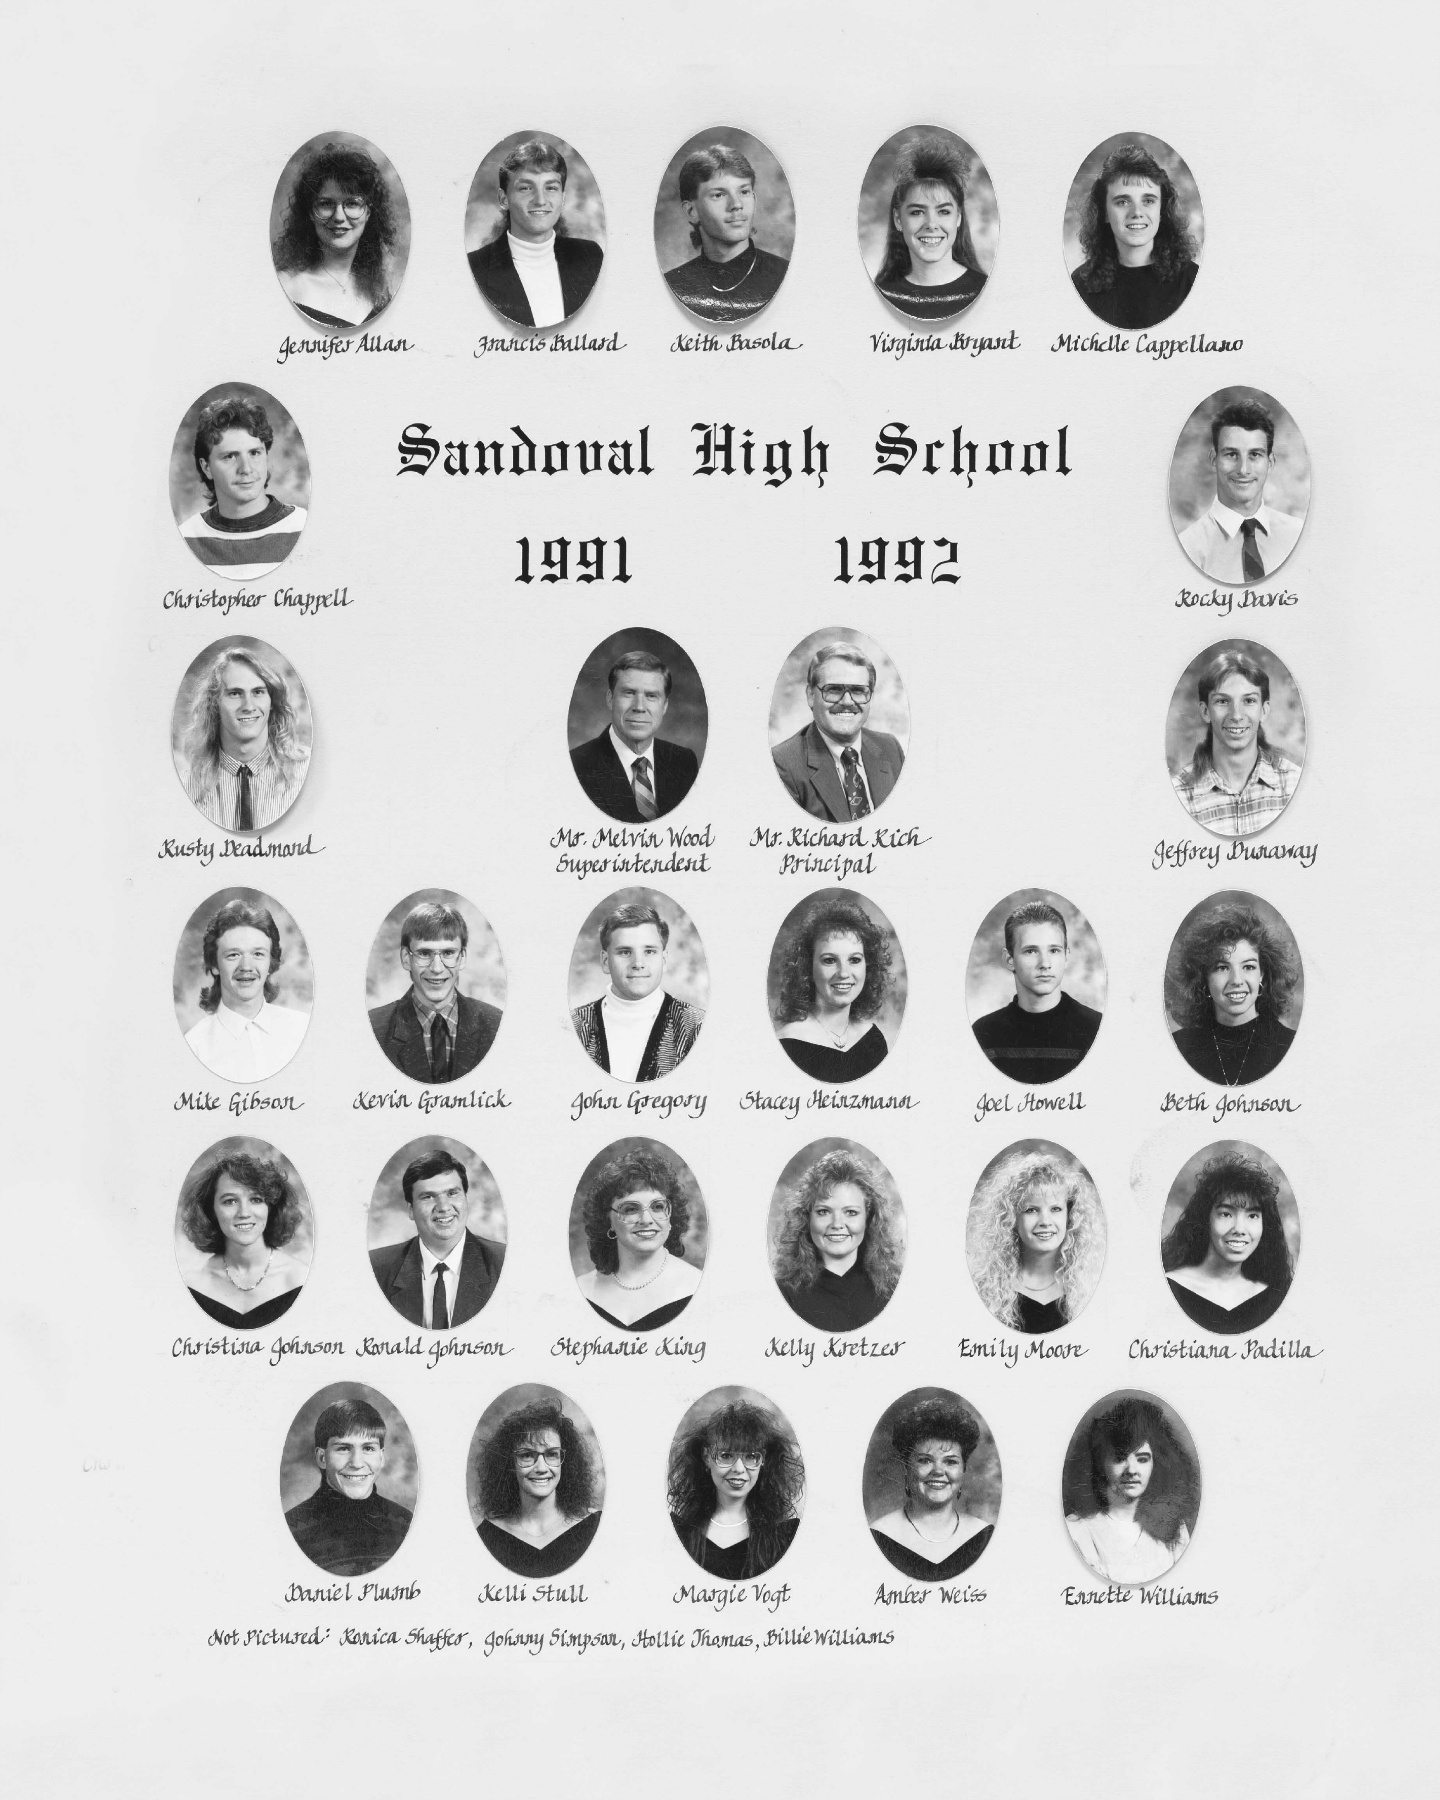 Jennifer Allan
Francis Ballard
Keith Basola
Virginia Bryant
Michelle Cappellano
Sandoval High School
1991 1992
Christopher Chappell
Rocky Davis
Rusty Deadmond
Mr. Melvin Wood
Superintendent
Mr. Richard Rich
Principal
Jeffrey Dunaway
Mike Gibson
Kevin Gramlick
John Gregory
Stacey Heinzmann
Joel Howell
Beth Johnson
Christina Johnson
Ronald Johnson
Stephanie King
Kelly Kretzer
Emily Moore
Christiana Padilla
Daniel Plumb
Kelli Stull
Margie Vogt
Amber Weiss
Ennette Williams
Not Pictured: Ronica Shaffer, Johnny Simpson, Hollie Thomas, Billie Williams